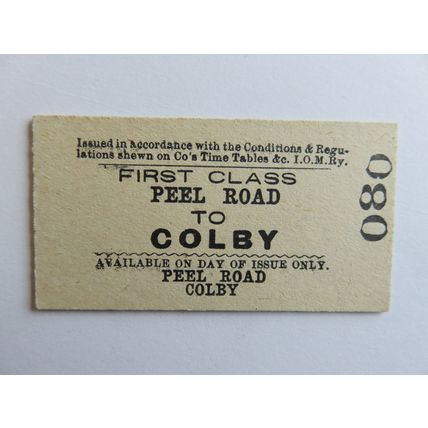 Issued in accordance with the Conditions & Regu-
lations shewn on Co's Time Tables &c. I.O.M.Ry.
FIRST CLASS
PEEL ROAD
TO
COLBY
AVAILABLE ON DAY OF ISSUE ONLY.
PEEL ROAD
COLBY
080